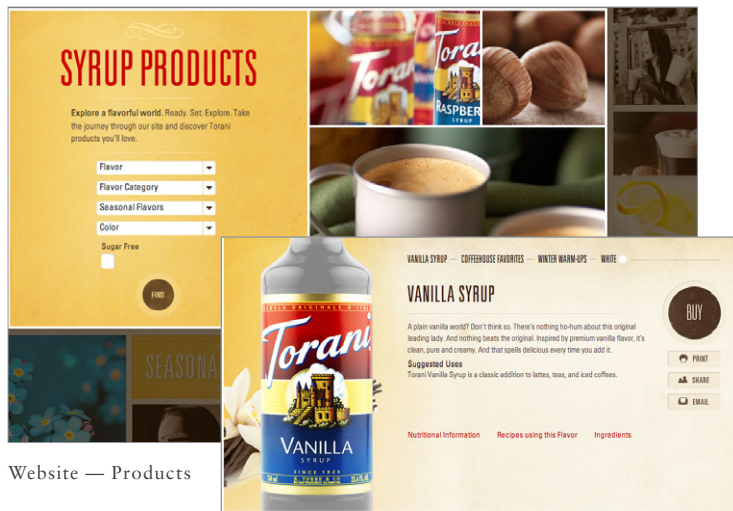 SYRUP PRODUCTS
Explore a flavorful world. Ready. Set. Explore. Take
the journey through our site and discover Torani
products you'll love.
Flavor
Flavor Category
Seasonal Flavors
Color
Sugar Free
FIND
Torani
RASPBER
SYRUP
SEASONA
VANILLA SYRUP — COFFEEHOUSE FAVORITES — WINTER WARM-UPS — WHITE
VANILLA SYRUP
BUY
A plain vanilla world? Don't think so. There's nothing ho-hum about this original
leading lady. And nothing beats the original. Inspired by premium vanilla flavor, it's
clean, pure and creamy. And that spells delicious every time you add it.
Suggested Uses
Torani Vanilla Syrup is a classic addition to lattes, teas, and iced coffees.
PRINT
SHARE
EMAIL
Nutritional Information Recipes using this Flavor Ingredients
Torani
VANILLA
SYRUP
SINCE 1925
R. TORRE & CO
Website — Products